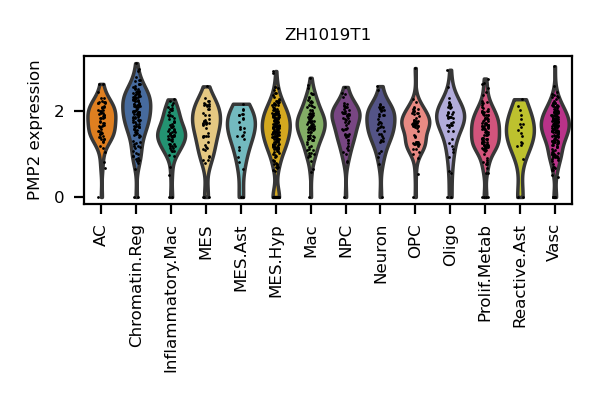 ZH1019T1
PMP2 expression
2
0
AC
Chromatin.Reg
Inflammatory.Mac
MES
MES.Ast
MES.Hyp
Mac
NPC
Neuron
OPC
Oligo
Prolif.Metab
Reactive.Ast
Vasc